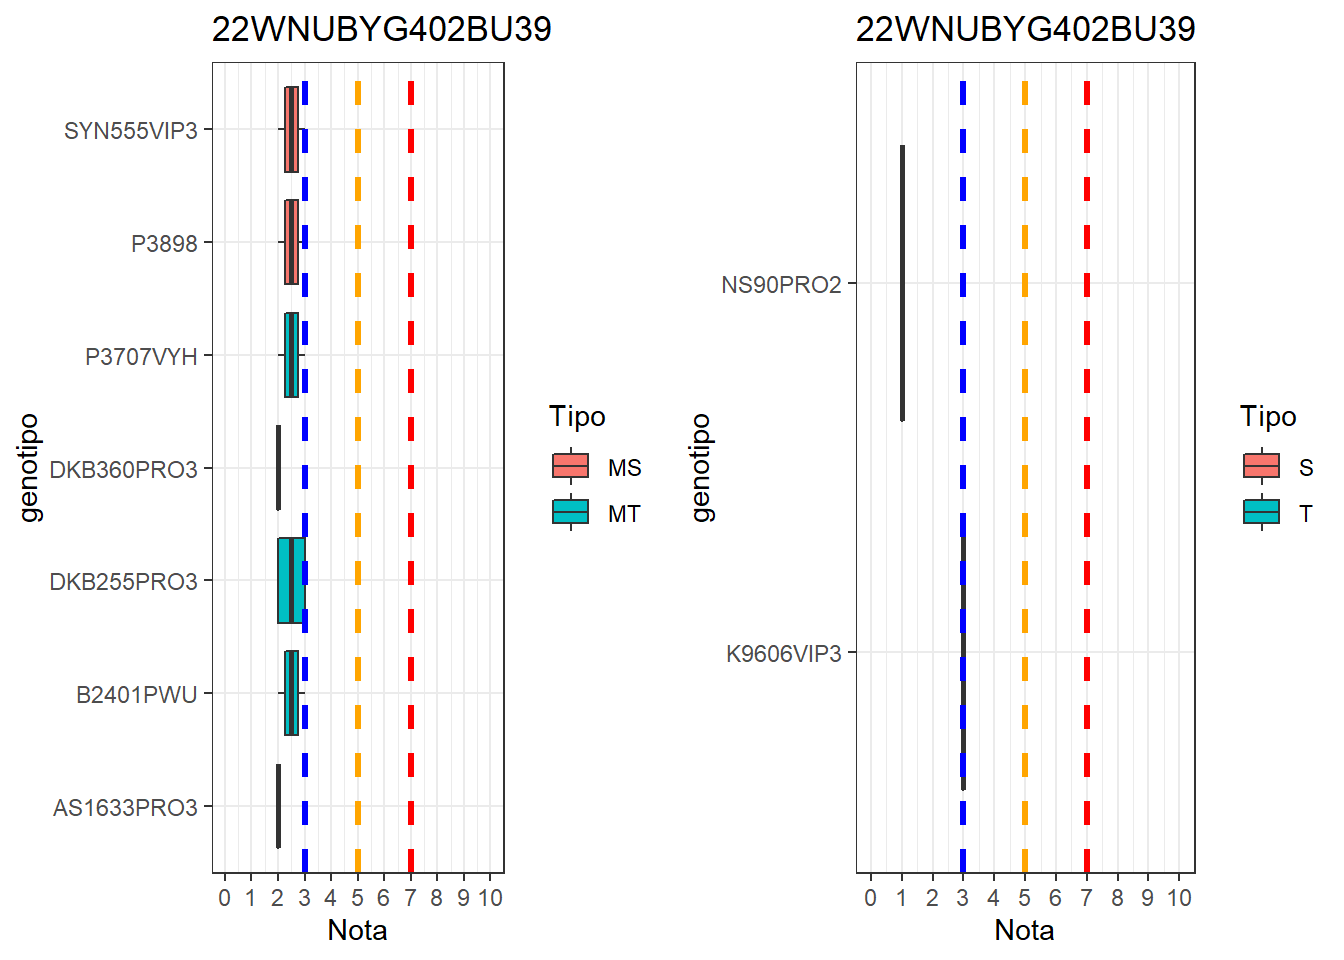 22WNUBYG402BU39
SYN555VIP3
P3898
P3707VYH
DKB360PRO3
DKB255PRO3
B2401PWU
AS1633PRO3
genotipo
0 1 2 3 4 5 6 7 8 9 10
Nota
Tipo
MS
MT
22WNUBYG402BU39
NS90PRO2
K9606VIP3
genotipo
0 1 2 3 4 5 6 7 8 9 10
Nota
Tipo
S
T